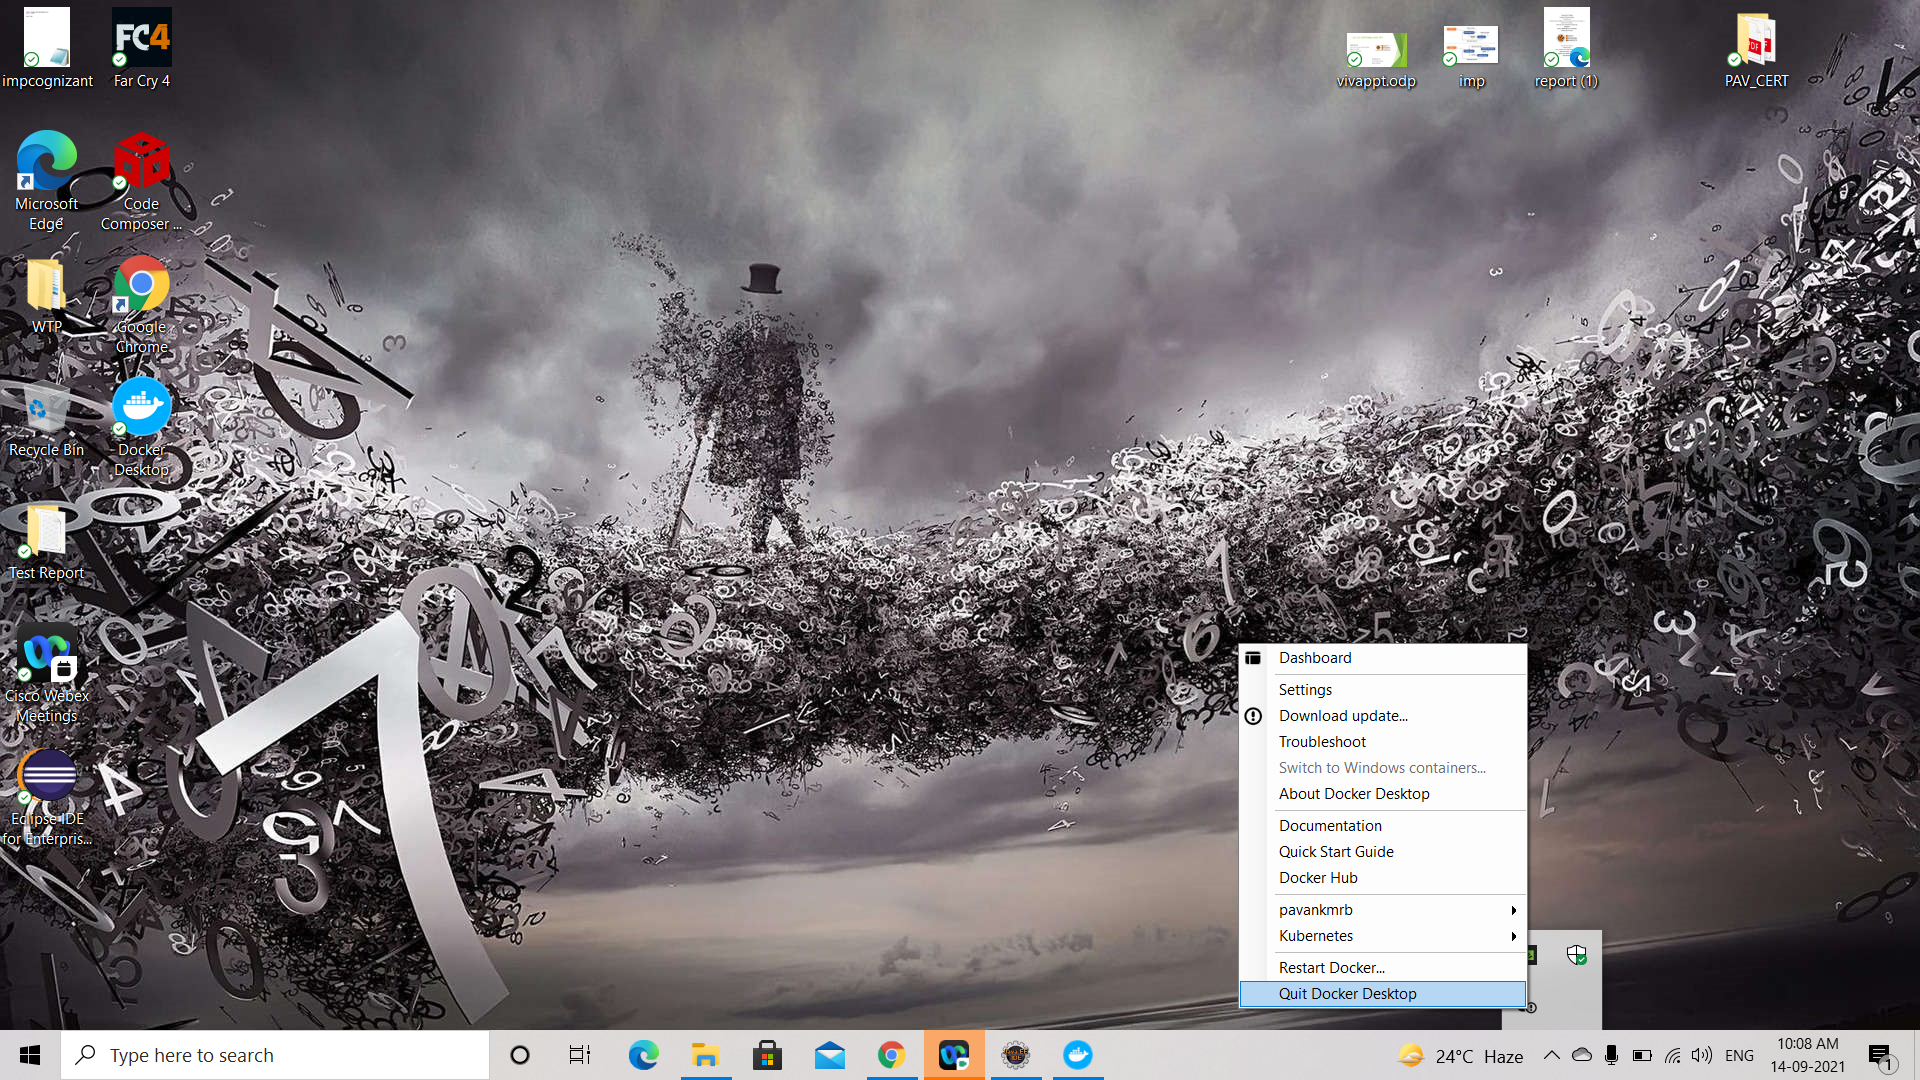 impcognizant
FC4
Far Cry 4
vivappt.odp
imp
report (1)
PDF
PAV_CERT
Microsoft
Edge
Code
Composer ...
WTP
Google
Chrome
Recycle Bin
Docker
Desktop
Test Report
Cisco Webex
Meetings
Eclipse IDE
for Enterpris...
Dashboard
Settings
Download update...
Troubleshoot
Switch to Windows containers...
About Docker Desktop
Documentation
Quick Start Guide
Docker Hub
pavankmrb
Kubernetes
Restart Docker...
Quit Docker Desktop
Type here to search
24°C Haze
ENG
10:08 AM
14-09-2021
1